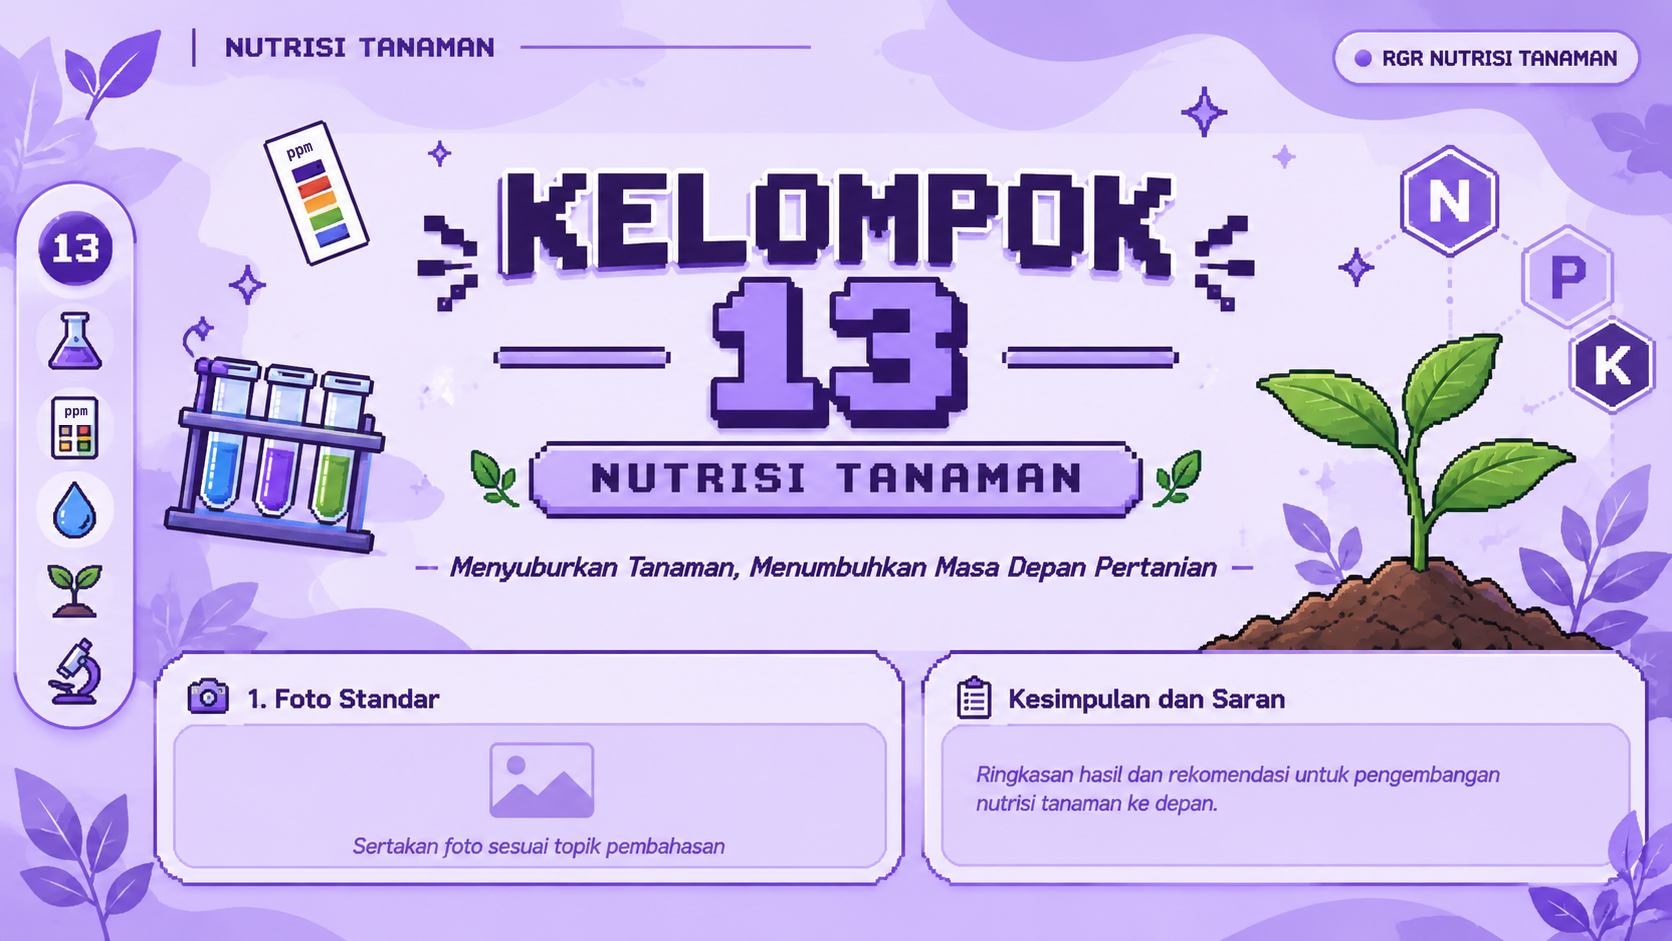 NUTRISI TANAMAN
RGR NUTRISI TANAMAN
ppm
KELOMPOK
13
13
ppm
NUTRISI TANAMAN
Menyuburkan Tanaman, Menumbuhkan Masa Depan Pertanian
N
P
K
1. Foto Standar
Sertakan foto sesuai topik pembahasan
Kesimpulan dan Saran
Ringkasan hasil dan rekomendasi untuk pengembangan
nutrisi tanaman ke depan.